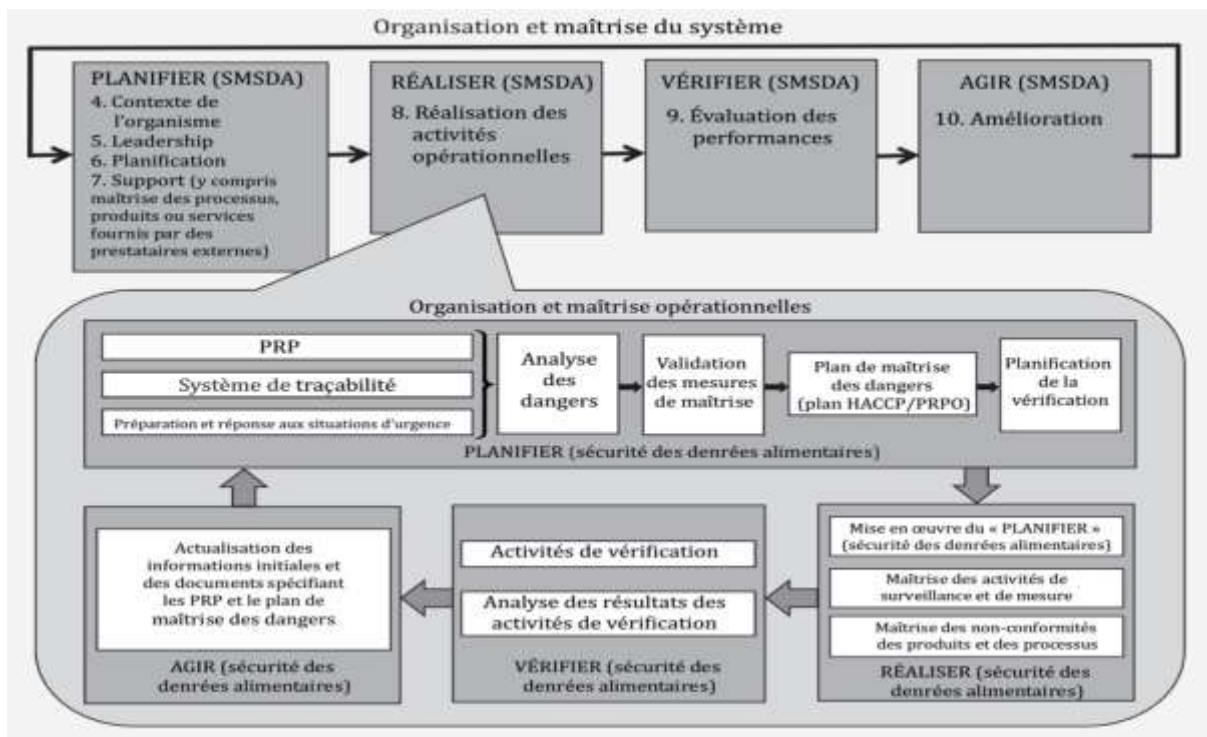 Organisation et maîtrise du système
PLANIFIER (SMSDA)
4. Contexte de
l'organisme
5. Leadership
6. Planification
7. Support (y compris
maîtrise des processus,
produits ou services
fournis par des
prestataires externes)
RÉALISER (SMSDA)
8. Réalisation des
activités
opérationnelles
VÉRIFIER (SMSDA)
9. Évaluation des
performances
AGIR (SMSDA)
10. Amélioration
Organisation et maîtrise opérationnelles
PRP
Système de traçabilité
Préparation et réponse aux situations d'urgence
Analyse
des
dangers
Validation
des mesures
de maîtrise
Plan de maîtrise
des dangers
(plan HACCP/PRPO)
Planification
de la
vérification
PLANIFIER (sécurité des denrées alimentaires)
Mise en œuvre du « PLANIFIER »
(sécurité des denrées alimentaires)
Maîtrise des activités de
surveillance et de mesure
Maîtrise des non-conformités
des produits et des processus
RÉALISER (sécurité des
denrées alimentaires)
Activités de vérification
Analyse des résultats des
activités de vérification
VÉRIFIER (sécurité des
denrées alimentaires)
Actualisation des
informations initiales et
des documents spécifiant
les PRP et le plan de
maîtrise des dangers
AGIR (sécurité des
denrées alimentaires)